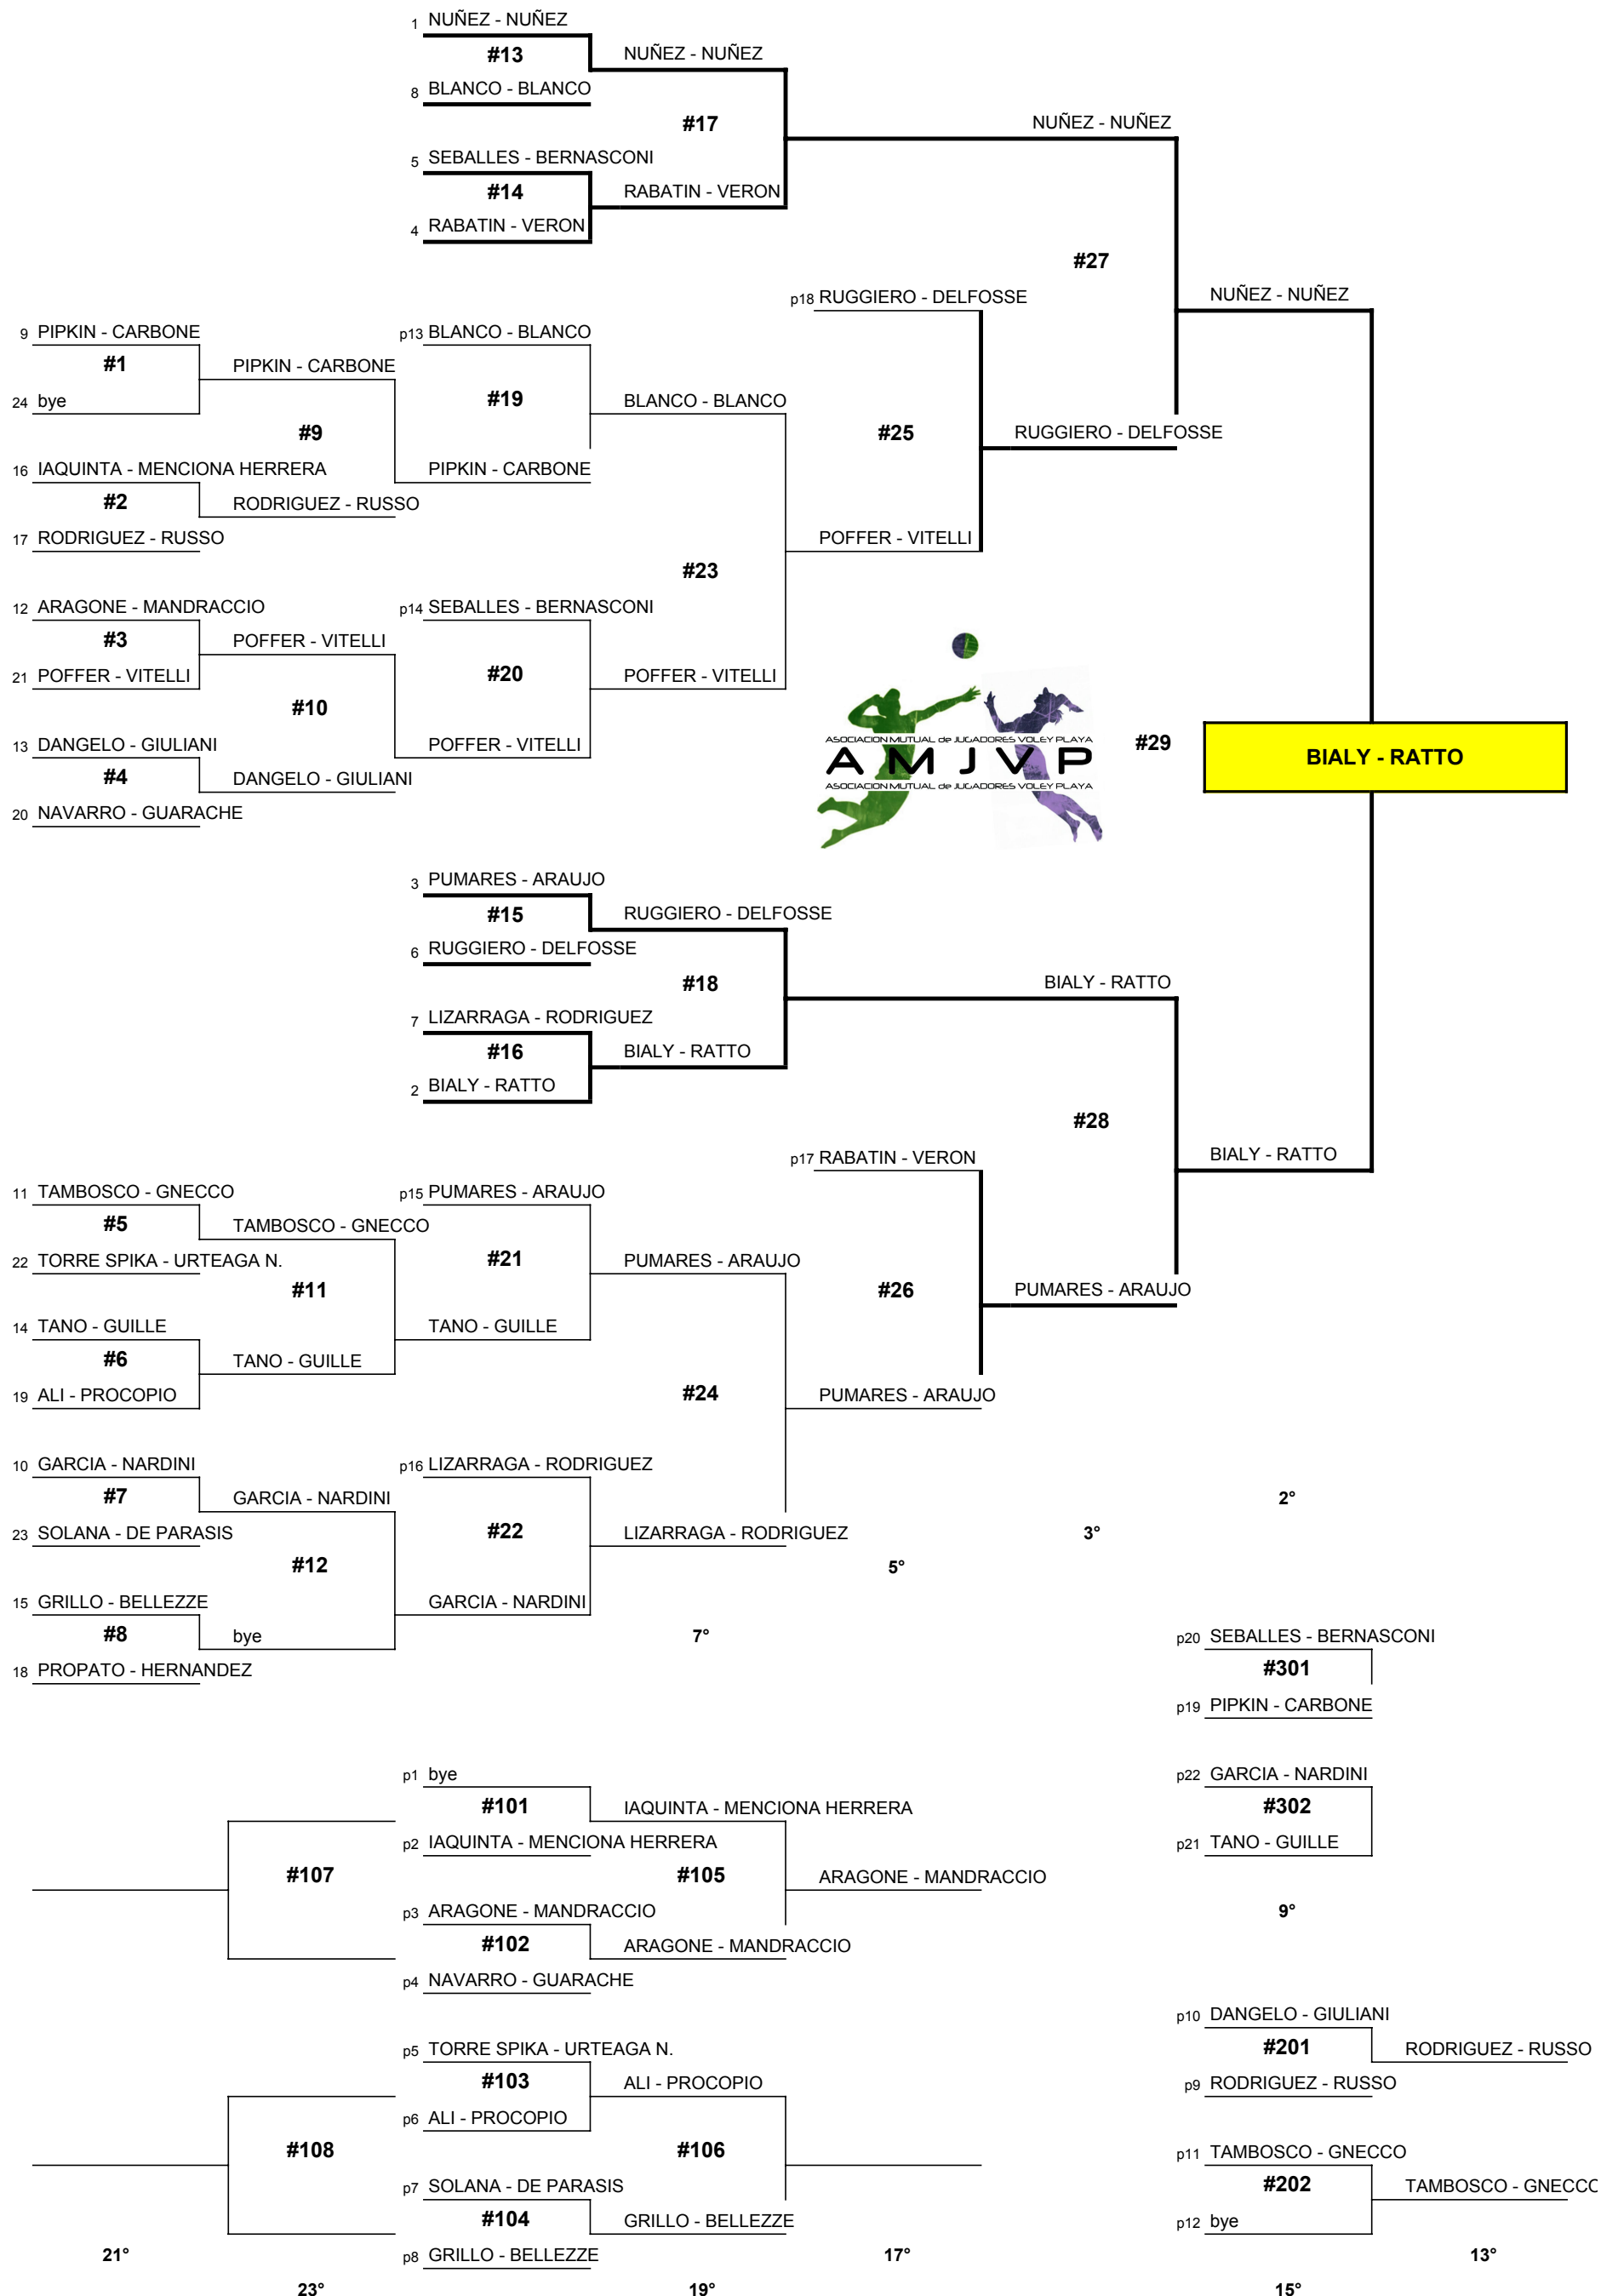 1 NUÑEZ - NUÑEZ
#13
NUÑEZ - NUÑEZ
8 BLANCO - BLANCO
#17
NUÑEZ - NUÑEZ
5 SEBALLES - BERNASCONI
#14
RABATIN - VERON
4 RABATIN - VERON
#27
NUÑEZ - NUÑEZ
p18 RUGGIERO - DELFOSSE
9 PIPKIN - CARBONE
p13 BLANCO - BLANCO
#1
PIPKIN - CARBONE
24 bye
#19
BLANCO - BLANCO
#9
#25
RUGGIERO - DELFOSSE
16 IAQUINTA - MENCIONA HERRERA
PIPKIN - CARBONE
#2
RODRIGUEZ - RUSSO
17 RODRIGUEZ - RUSSO
POFFER - VITELLI
#23
12 ARAGONE - MANDRACCIO
p14 SEBALLES - BERNASCONI
#3
POFFER - VITELLI
21 POFFER - VITELLI
#20
POFFER - VITELLI
#10
13 DANGELO - GIULIANI
POFFER - VITELLI
#4
DANGELO - GIULIANI
20 NAVARRO - GUARACHE
ASOCIACION MUTUAL de JUGADORES VOLEY PLAYA
AMJVP
ASOCIACION MUTUAL de JUGADORES VOLEY PLAYA
#29
BIALY - RATTO
3 PUMARES - ARAUJO
#15
RUGGIERO - DELFOSSE
6 RUGGIERO - DELFOSSE
#18
BIALY - RATTO
7 LIZARRAGA - RODRIGUEZ
#16
BIALY - RATTO
2 BIALY - RATTO
#28
BIALY - RATTO
p17 RABATIN - VERON
11 TAMBOSCO - GNECCO
p15 PUMARES - ARAUJO
#5
TAMBOSCO - GNECCO
22 TORRE SPIKA - URTEAGA N.
#21
PUMARES - ARAUJO
#11
#26
PUMARES - ARAUJO
14 TANO - GUILLE
TANO - GUILLE
#6
TANO - GUILLE
19 ALI - PROCOPIO
#24
PUMARES - ARAUJO
10 GARCIA - NARDINI
p16 LIZARRAGA - RODRIGUEZ
#7
GARCIA - NARDINI
2°
23 SOLANA - DE PARASIS
#22
LIZARRAGA - RODRIGUEZ
3°
#12
5°
15 GRILLO - BELLEZZE
GARCIA - NARDINI
#8
bye
7°
18 PROPATO - HERNANDEZ
p20 SEBALLES - BERNASCONI
#301
p19 PIPKIN - CARBONE
p1 bye
#101
IAQUINTA - MENCIONA HERRERA
p2 IAQUINTA - MENCIONA HERRERA
#107
#105
ARAGONE - MANDRACCIO
p3 ARAGONE - MANDRACCIO
#102
ARAGONE - MANDRACCIO
p4 NAVARRO - GUARACHE
p22 GARCIA - NARDINI
#302
p21 TANO - GUILLE
9°
p5 TORRE SPIKA - URTEAGA N.
#103
ALI - PROCOPIO
p6 ALI - PROCOPIO
#108
#106
p7 SOLANA - DE PARASIS
#104
GRILLO - BELLEZZE
p8 GRILLO - BELLEZZE
p10 DANGELO - GIULIANI
#201
RODRIGUEZ - RUSSO
p9 RODRIGUEZ - RUSSO
p11 TAMBOSCO - GNECCO
#202
TAMBOSCO - GNECCO
p12 bye
21°
17°
13°
23°
19°
15°